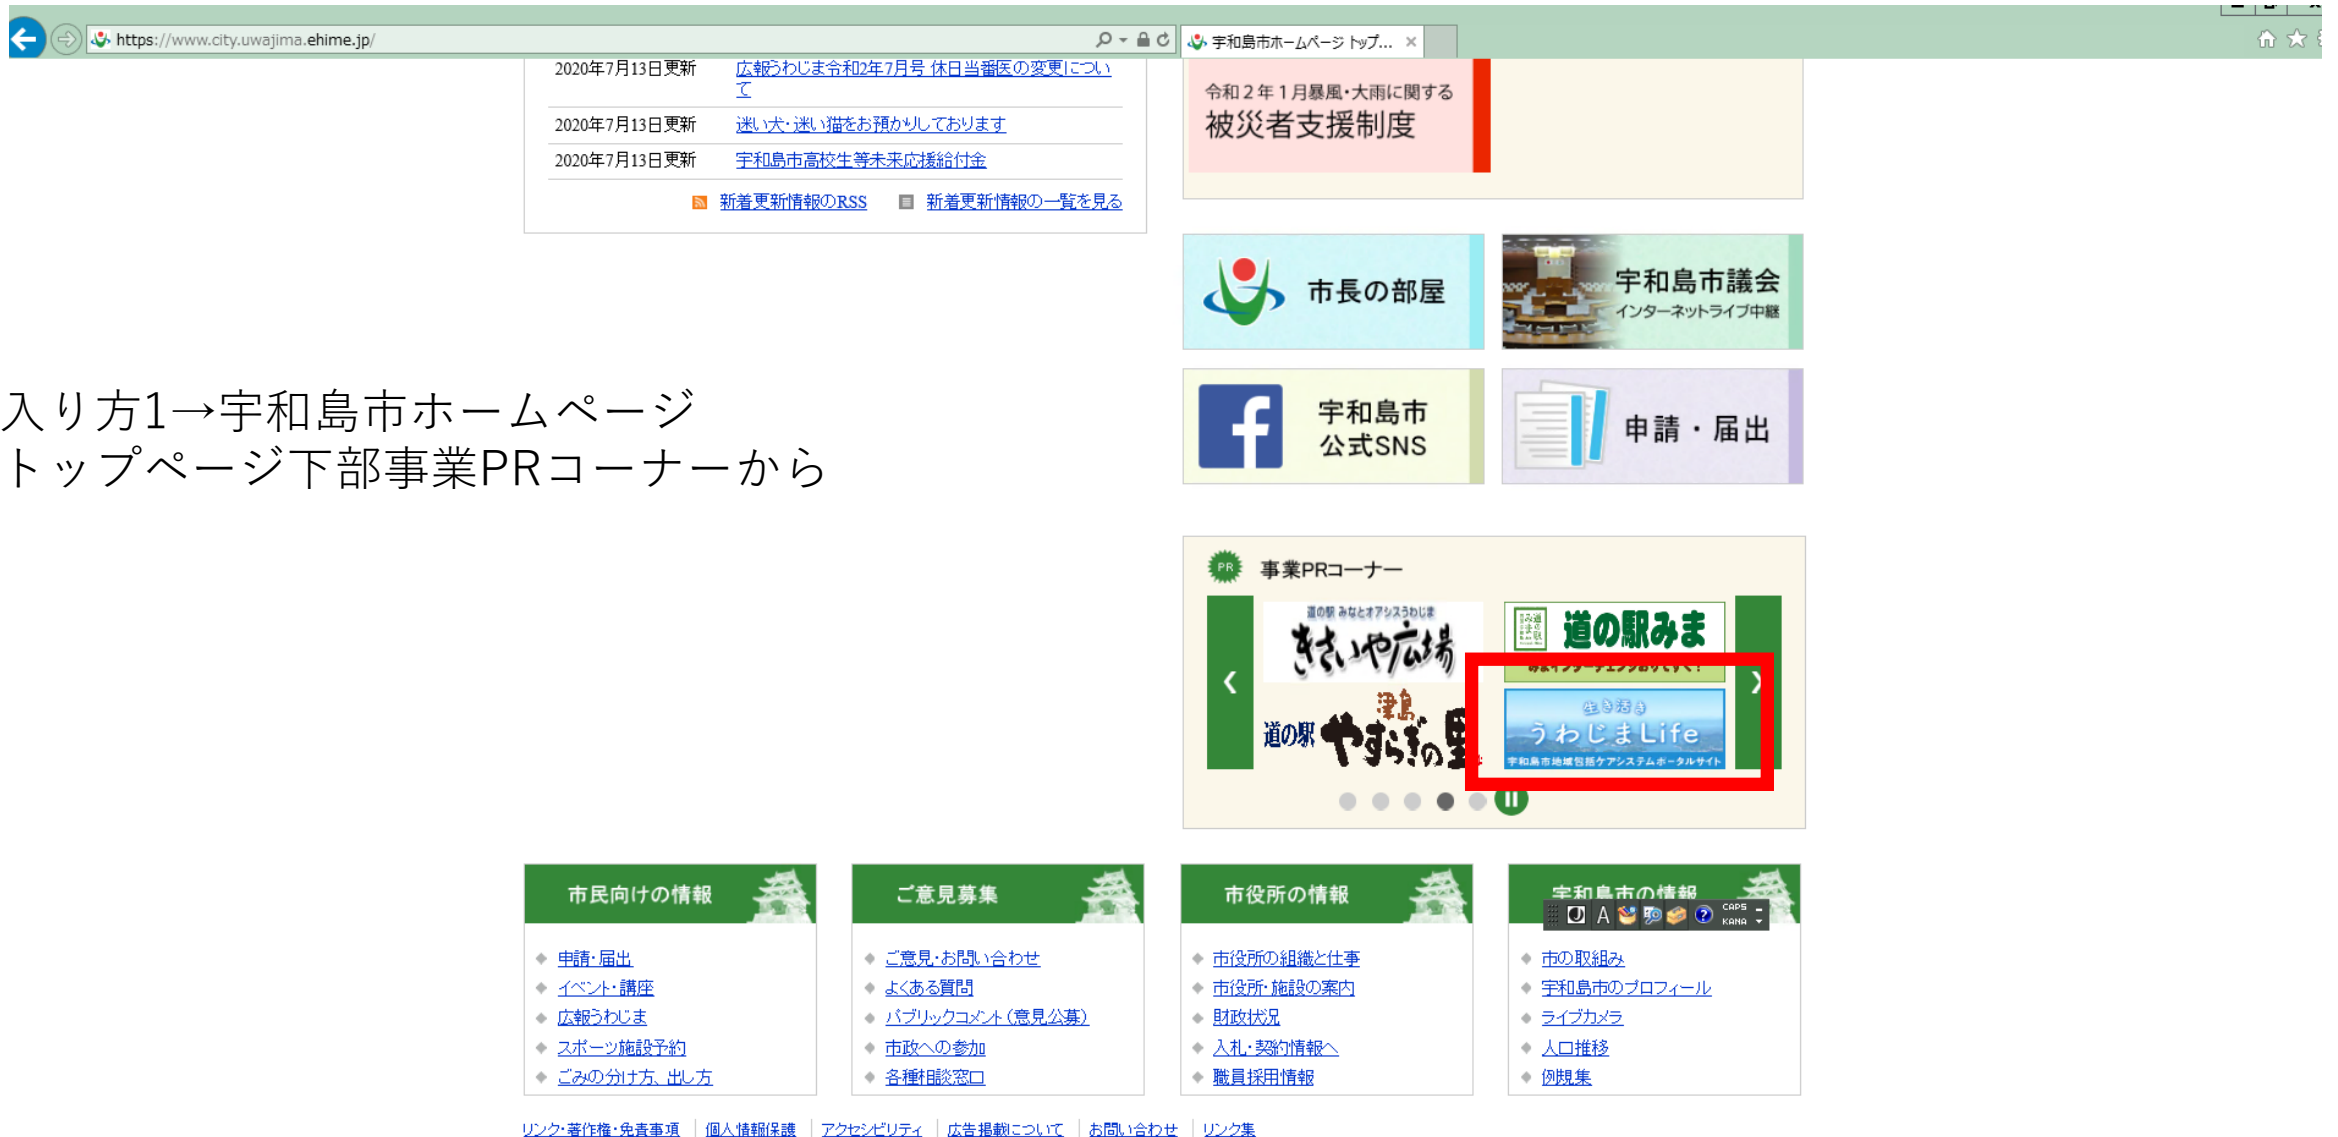 https://www.city.uwajima.ehime.jp/
宇和島市ホームページ トップ...
2020年7月13日更新 広報うわじま令和2年7月号 休日当番医の変更につい
て
2020年7月13日更新 迷い犬・迷い猫をお預かりしております
2020年7月13日更新 宇和島市高校生等未来応援給付金
新着更新情報のRSS 新着更新情報の一覧を見る
令和2年1月暴風・大雨に関する
被災者支援制度
市長の部屋
宇和島市議会
インターネットライブ中継
入り方1→宇和島市ホームページ
トップページ下部事業PRコーナーから
宇和島市
公式SNS
申請・届出
PR 事業PRコーナー
道の駅 みなとオアシスうわじま
きさいや広場
道の駅みま
津島
道の駅 やすらぎの里
生き活き
うわじまLife
宇和島市地域包括ケアシステムポータルサイト
市民向けの情報
申請・届出
イベント・講座
広報うわじま
スポーツ施設予約
ごみの分け方、出し方
ご意見募集
ご意見・お問い合わせ
よくある質問
パブリックコメント（意見公募）
市政への参加
各種相談窓口
市役所の情報
市役所の組織と仕事
市役所・施設の案内
財政状況
入札・契約情報へ
職員採用情報
宇和島市の情報
A CAPS
KANA
市の取組み
宇和島市のプロフィール
ライブカメラ
人口推移
例規集
リンク・著作権・免責事項 個人情報保護 アクセシビリティ 広告掲載について お問い合わせ リンク集